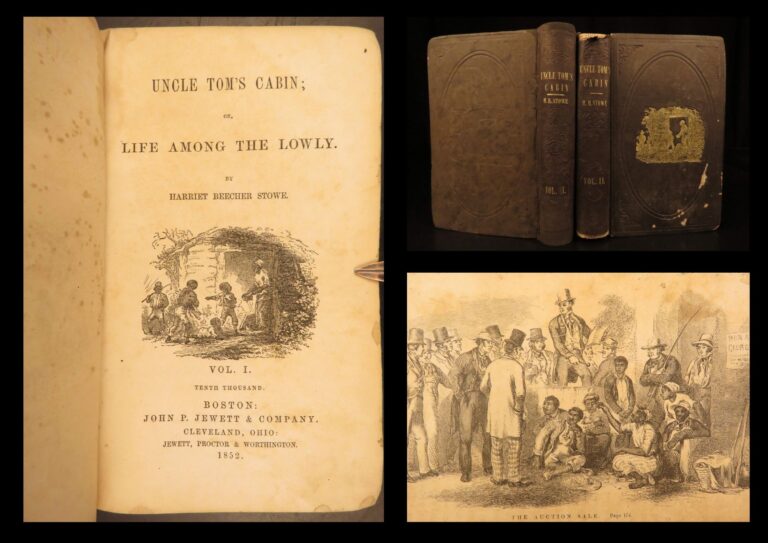 UNCLE TOM'S CABIN;
OR,
LIFE AMONG THE LOWLY.
BY
HARRIET BEECHER STOWE.
VOL. I.
TENTH THOUSAND.
BOSTON:
JOHN P. JEWETT & COMPANY.
CLEVELAND, OHIO:
JEWETT, PROCTOR & WORTHINGTON.
1852.
UNCLE TOM'S
CABIN
H. B. STOWE
VOL. I.
UNCLE TOM'S
CABIN
H. B. STOWE
VOL. II.
THE AUCTION SALE. Page 174.